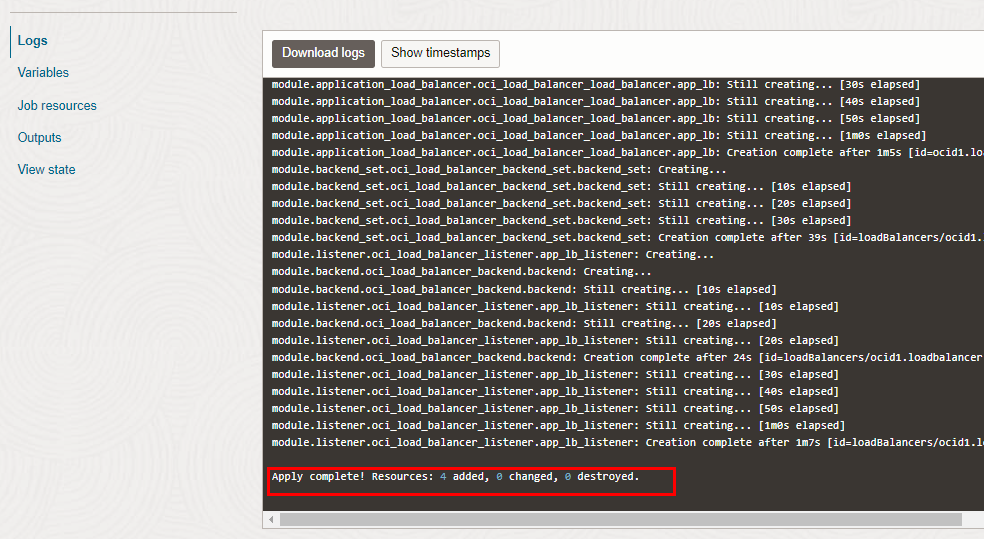 Logs
Variables
Job resources
Outputs
View state
Download logs
Show timestamps
module.application_load_balancer.oci_load_balancer_load_balancer.app_lb: Still creating... [30s elapsed]
module.application_load_balancer.oci_load_balancer_load_balancer.app_lb: Still creating... [40s elapsed]
module.application_load_balancer.oci_load_balancer_load_balancer.app_lb: Still creating... [50s elapsed]
module.application_load_balancer.oci_load_balancer_load_balancer.app_lb: Still creating... [1m0s elapsed]
module.application_load_balancer.oci_load_balancer_load_balancer.app_lb: Creation complete after 1m5s [id=ocid1.loa
module.backend_set.oci_load_balancer_backend_set.backend_set: Creating...
module.backend_set.oci_load_balancer_backend_set.backend_set: Still creating... [10s elapsed]
module.backend_set.oci_load_balancer_backend_set.backend_set: Still creating... [20s elapsed]
module.backend_set.oci_load_balancer_backend_set.backend_set: Still creating... [30s elapsed]
module.backend_set.oci_load_balancer_backend_set.backend_set: Creation complete after 39s [id=loadBalancers/ocid1.
module.listener.oci_load_balancer_listener.app_lb_listener: Creating...
module.backend.oci_load_balancer_backend.backend: Creating...
module.backend.oci_load_balancer_backend.backend: Still creating... [10s elapsed]
module.listener.oci_load_balancer_listener.app_lb_listener: Still creating... [10s elapsed]
module.backend.oci_load_balancer_backend.backend: Still creating... [20s elapsed]
module.listener.oci_load_balancer_listener.app_lb_listener: Still creating... [20s elapsed]
module.backend.oci_load_balancer_backend.backend: Creation complete after 24s [id=loadBalancers/ocid1.loadbalancer
module.listener.oci_load_balancer_listener.app_lb_listener: Still creating... [30s elapsed]
module.listener.oci_load_balancer_listener.app_lb_listener: Still creating... [40s elapsed]
module.listener.oci_load_balancer_listener.app_lb_listener: Still creating... [50s elapsed]
module.listener.oci_load_balancer_listener.app_lb_listener: Still creating... [1m0s elapsed]
module.listener.oci_load_balancer_listener.app_lb_listener: Creation complete after 1m7s [id=loadBalancers/ocid1.l
Apply complete! Resources: 4 added, 0 changed, 0 destroyed.